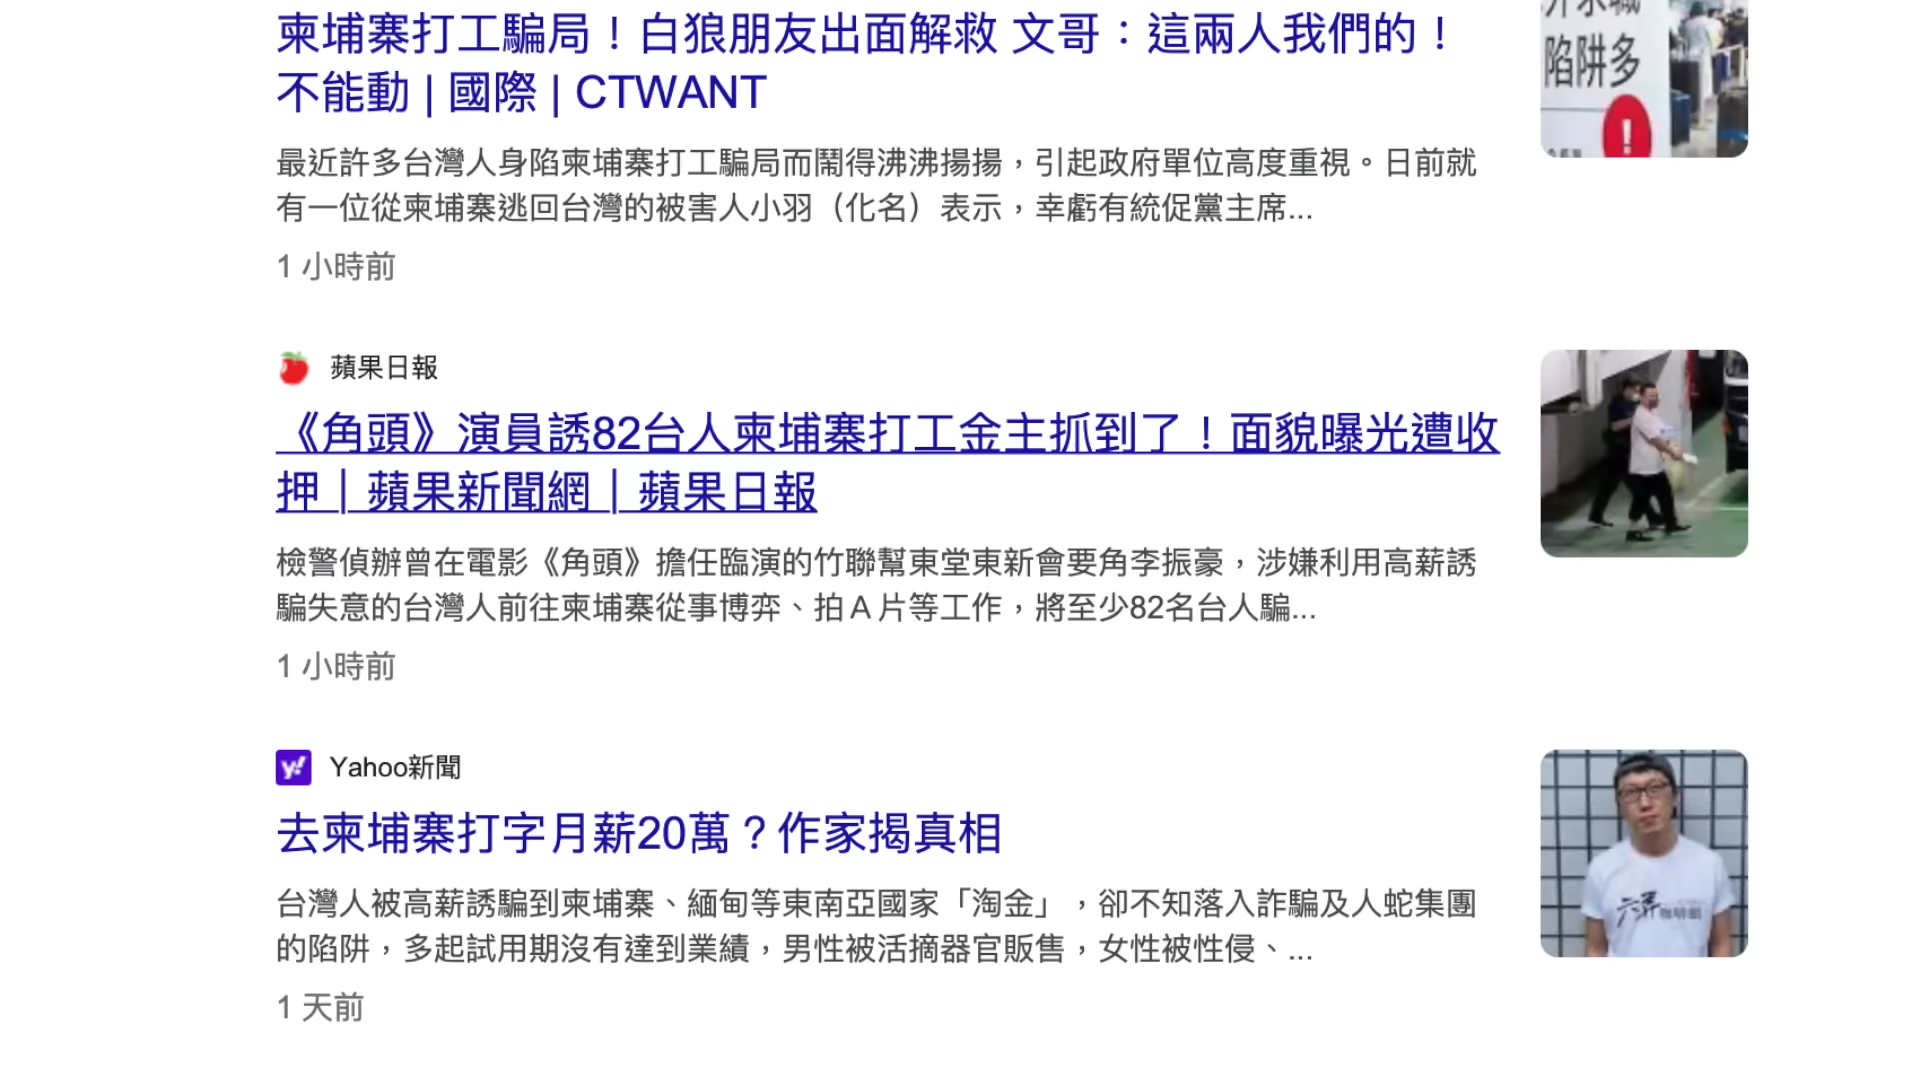 柬埔寨打工騙局！白狼朋友出面解救 文哥：這兩人我們的！
不能動 | 國際 | CTWANT
最近許多台灣人身陷柬埔寨打工騙局而鬧得沸沸揚揚，引起政府單位高度重視。日前就
有一位從柬埔寨逃回台灣的被害人小羽（化名）表示，幸虧有統促黨主席...
1 小時前
陷阱多
!
蘋果日報
《角頭》演員誘82台人柬埔寨打工金主抓到了！面貌曝光遭收
押｜蘋果新聞網｜蘋果日報
檢警偵辦曾在電影《角頭》擔任臨演的竹聯幫東堂東新會要角李振豪，涉嫌利用高薪誘
騙失意的台灣人前往柬埔寨從事博弈、拍Ａ片等工作，將至少82名台人騙...
1 小時前
y!
Yahoo新聞
去柬埔寨打字月薪20萬？作家揭真相
台灣人被高薪誘騙到柬埔寨、緬甸等東南亞國家「淘金」，卻不知落入詐騙及人蛇集團
的陷阱，多起試用期沒有達到業績，男性被活摘器官販售，女性被性侵、...
1 天前